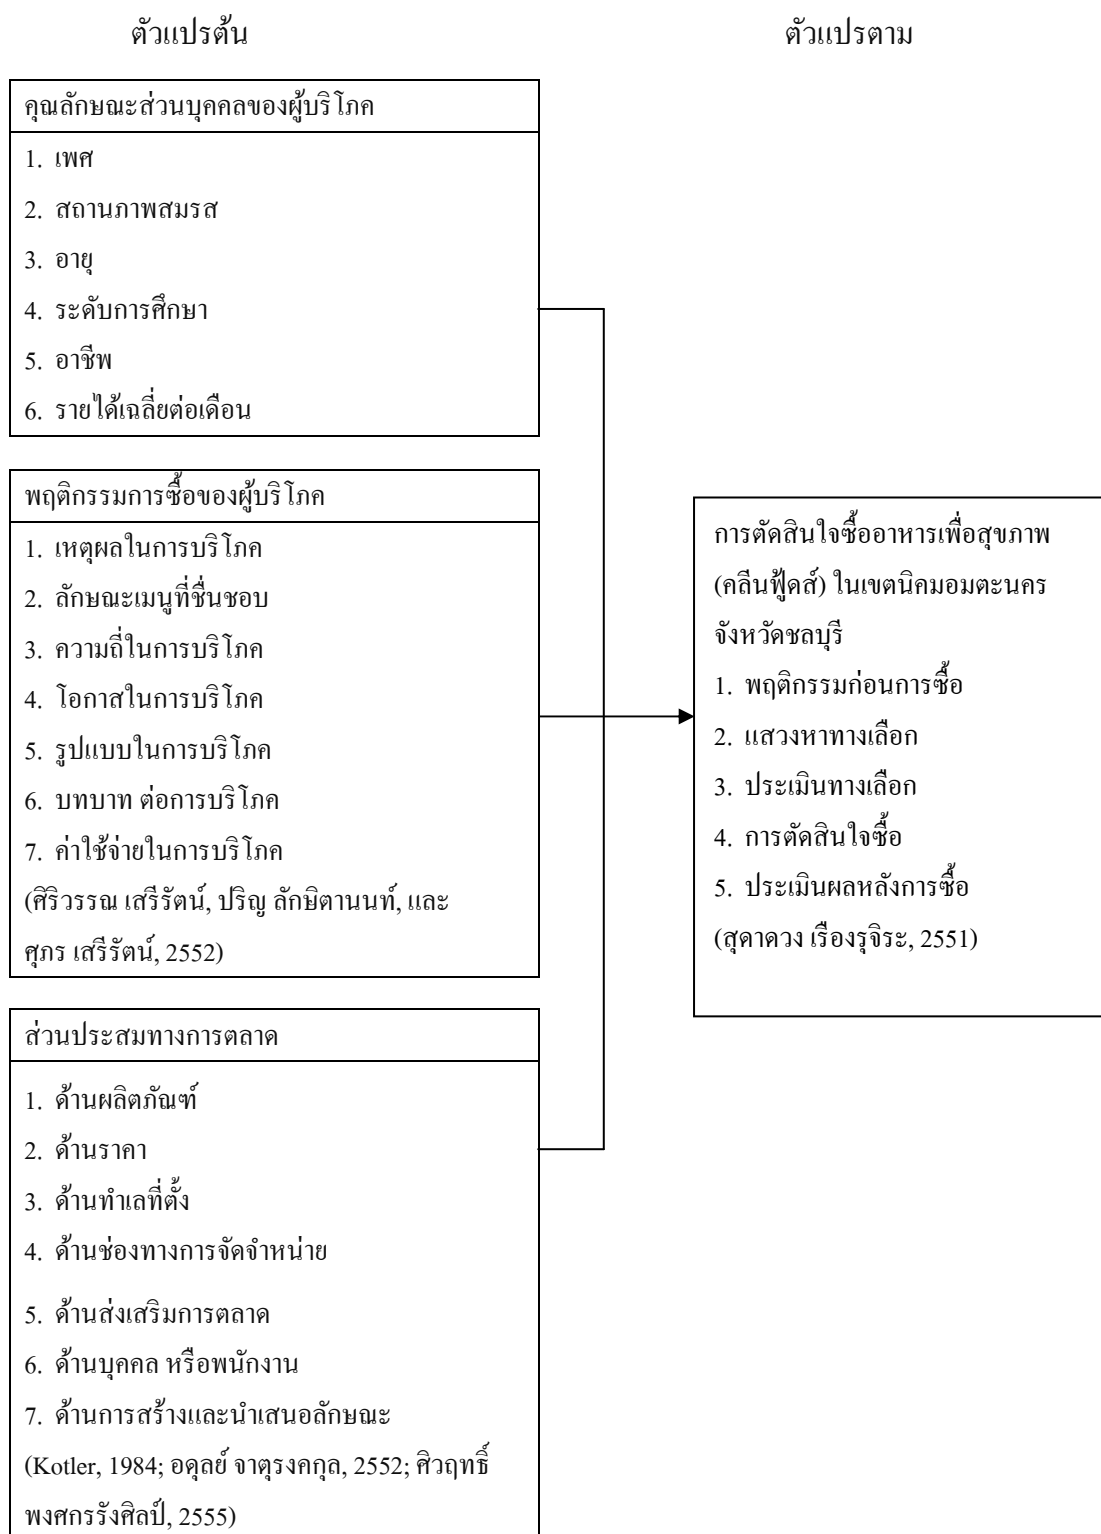 ตัวแปรต้น
ตัวแปรตาม
คุณลักษณะส่วนบุคคลของผู้บริโภค
1. เพศ
2. สถานภาพสมรส
3. อายุ
4. ระดับการศึกษา
5. อาชีพ
6. รายได้เฉลี่ยต่อเดือน
พฤติกรรมการซื้อของผู้บริโภค
1. เหตุผลในการบริโภค
2. ลักษณะเมนูที่ชื่นชอบ
3. ความถี่ในการบริโภค
4. โอกาสในการบริโภค
5. รูปแบบในการบริโภค
6. บทบาท ต่อการบริโภค
7. ค่าใช้จ่ายในการบริโภค
(ศิริวรรณ เสรีรัตน์, ปริญ ลักษิตานนท์, และ
ศุภร เสรีรัตน์, 2552)
ส่วนประสมทางการตลาด
1. ด้านผลิตภัณฑ์
2. ด้านราคา
3. ด้านทำเลที่ตั้ง
4. ด้านช่องทางการจัดจำหน่าย
5. ด้านส่งเสริมการตลาด
6. ด้านบุคคล หรือพนักงาน
7. ด้านการสร้างและนำเสนอลักษณะ
(Kotler, 1984; อดุลย์ จาตุรงคกุล, 2552; ศิวฤทธิ์
พงศกรรังศิลป์, 2555)
การตัดสินใจซื้ออาหารเพื่อสุขภาพ
(คลีนฟู้ดส์) ในเขตนิคมอมตะนคร
จังหวัดชลบุรี
1. พฤติกรรมก่อนการซื้อ
2. แสวงหาทางเลือก
3. ประเมินทางเลือก
4. การตัดสินใจซื้อ
5. ประเมินผลหลังการซื้อ
(สุดาดวง เรืองรุจิระ, 2551)